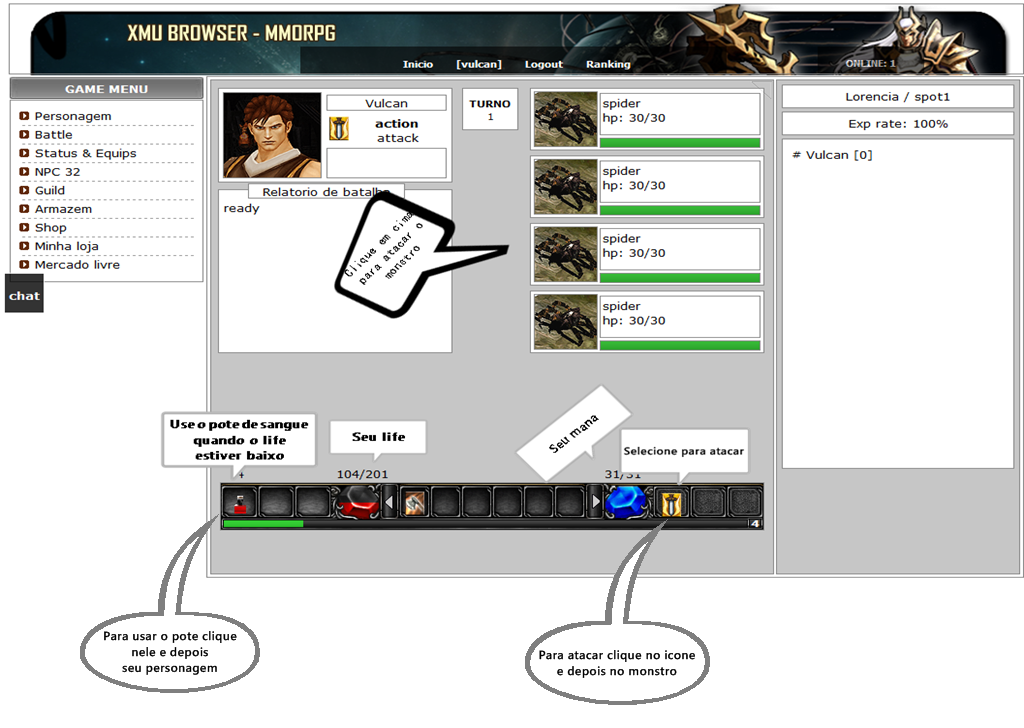 XMU BROWSER - MMORPG
Inicio [vulcan] Logout Ranking
ONLINE: 1
GAME MENU
Personagem
Battle
Status & Equips
NPC 32
Guild
Armazem
Shop
Minha loja
Mercado livre
chat
Vulcan
action
attack
Relatorio de batalha
ready
TURNO
1
Clique em cima
para atacar o
monstro
spider
hp: 30/30
spider
hp: 30/30
spider
hp: 30/30
spider
hp: 30/30
Lorencia / spot1
Exp rate: 100%
# Vulcan [0]
Use o pote de sangue
quando o life
estiver baixo
Seu life
Seu mana
Selecione para atacar
4
104/201
31/31
4
Para usar o pote clique
nele e depois
seu personagem
Para atacar clique no icone
e depois no monstro